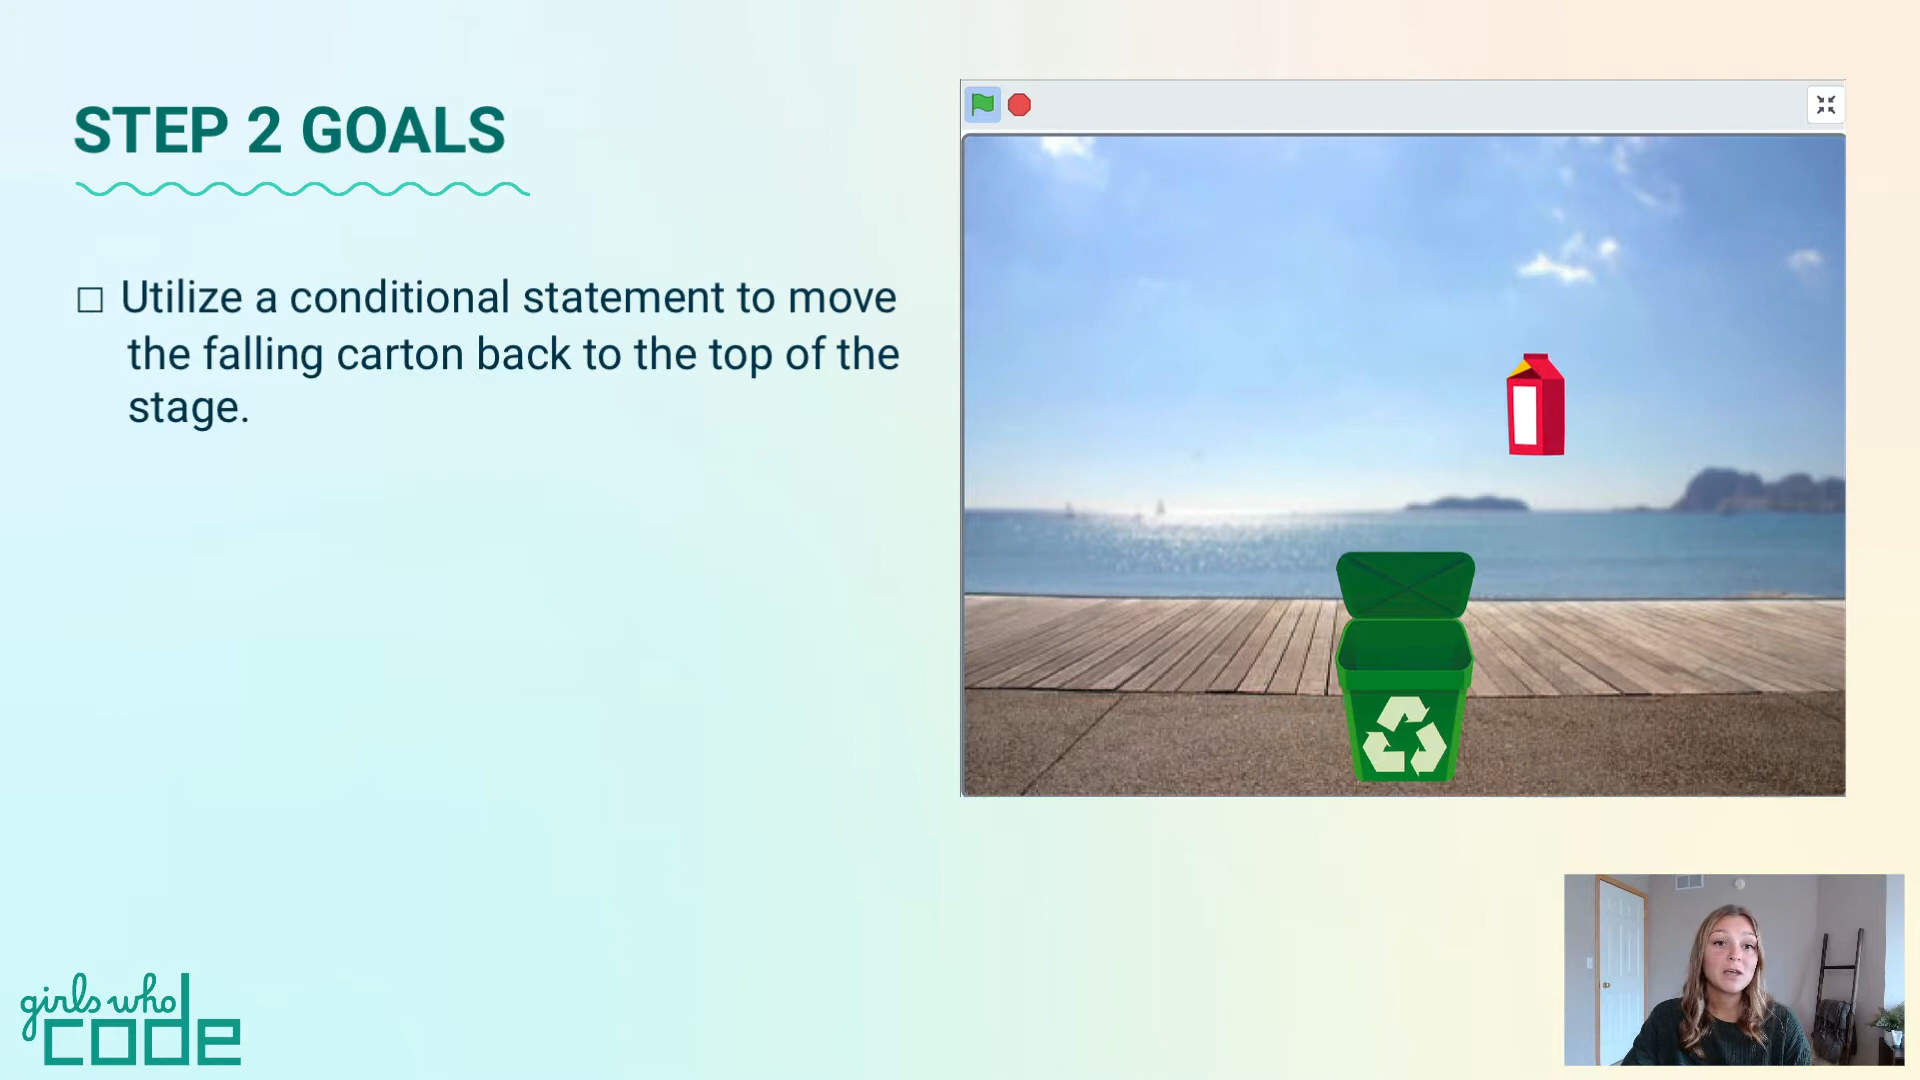 STEP 2 GOALS
☐ Utilize a conditional statement to move
the falling carton back to the top of the
stage.
girls who
code